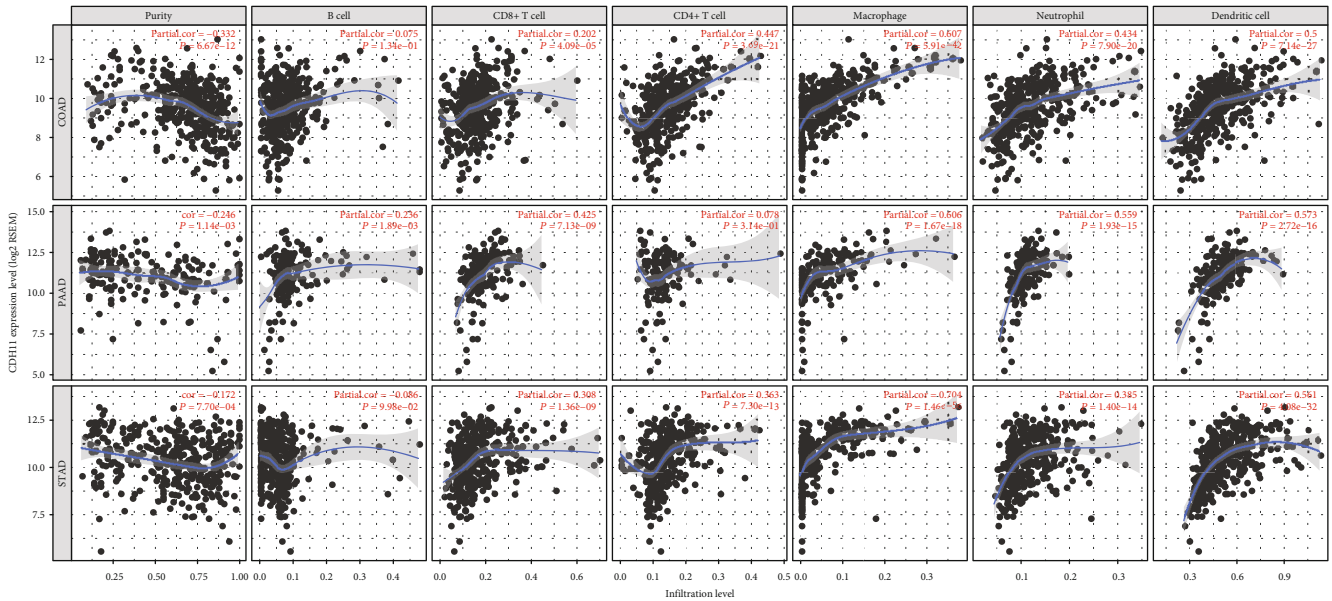 Purity
B cell
CD8+ T cell
CD4+ T cell
Macrophage
Neutrophil
Dendritic cell
CDH11 expression level (log2 RSEM)
COAD
12
10
8
6
Partial.cor = −0.332
P = 6.67e−12
Partial.cor = 0.075
P = 1.34e−01
Partial.cor = 0.202
P = 4.09e−05
Partial.cor = 0.447
Partial.cor = 0.607
Partial.cor = 0.434
P = 7.90e−20
Partial.cor = 0.5
P = 7.14e−27
PAAD
15.0
12.5
10.0
7.5
5.0
cor = −0.246
P = 1.14e−03
Partial.cor = 0.236
P = 1.89e−03
Partial.cor = 0.425
P = 7.13e−09
Partial.cor = 0.078
P = 3.14e−01
Partial.cor = 0.606
P = 1.67e−18
Partial.cor = 0.559
P = 1.93e−15
Partial.cor = 0.573
P = 2.72e−16
STAD
12.5
10.0
7.5
cor = −0.172
P = 7.70e−04
Partial.cor = −0.086
P = 9.98e−02
Partial.cor = 0.308
P = 1.36e−09
Partial.cor = 0.363
P = 7.30e−13
Partial.cor = 0.704
Partial.cor = 0.385
P = 1.40e−14
Partial.cor = 0.561
0.25 0.50 0.75 1.00
0.0 0.1 0.2 0.3 0.4
0.0 0.2 0.4 0.6
0.0 0.1 0.2 0.3 0.4 0.5
0.0 0.1 0.2 0.3
0.1 0.2 0.3
0.3 0.6 0.9
Infiltration level